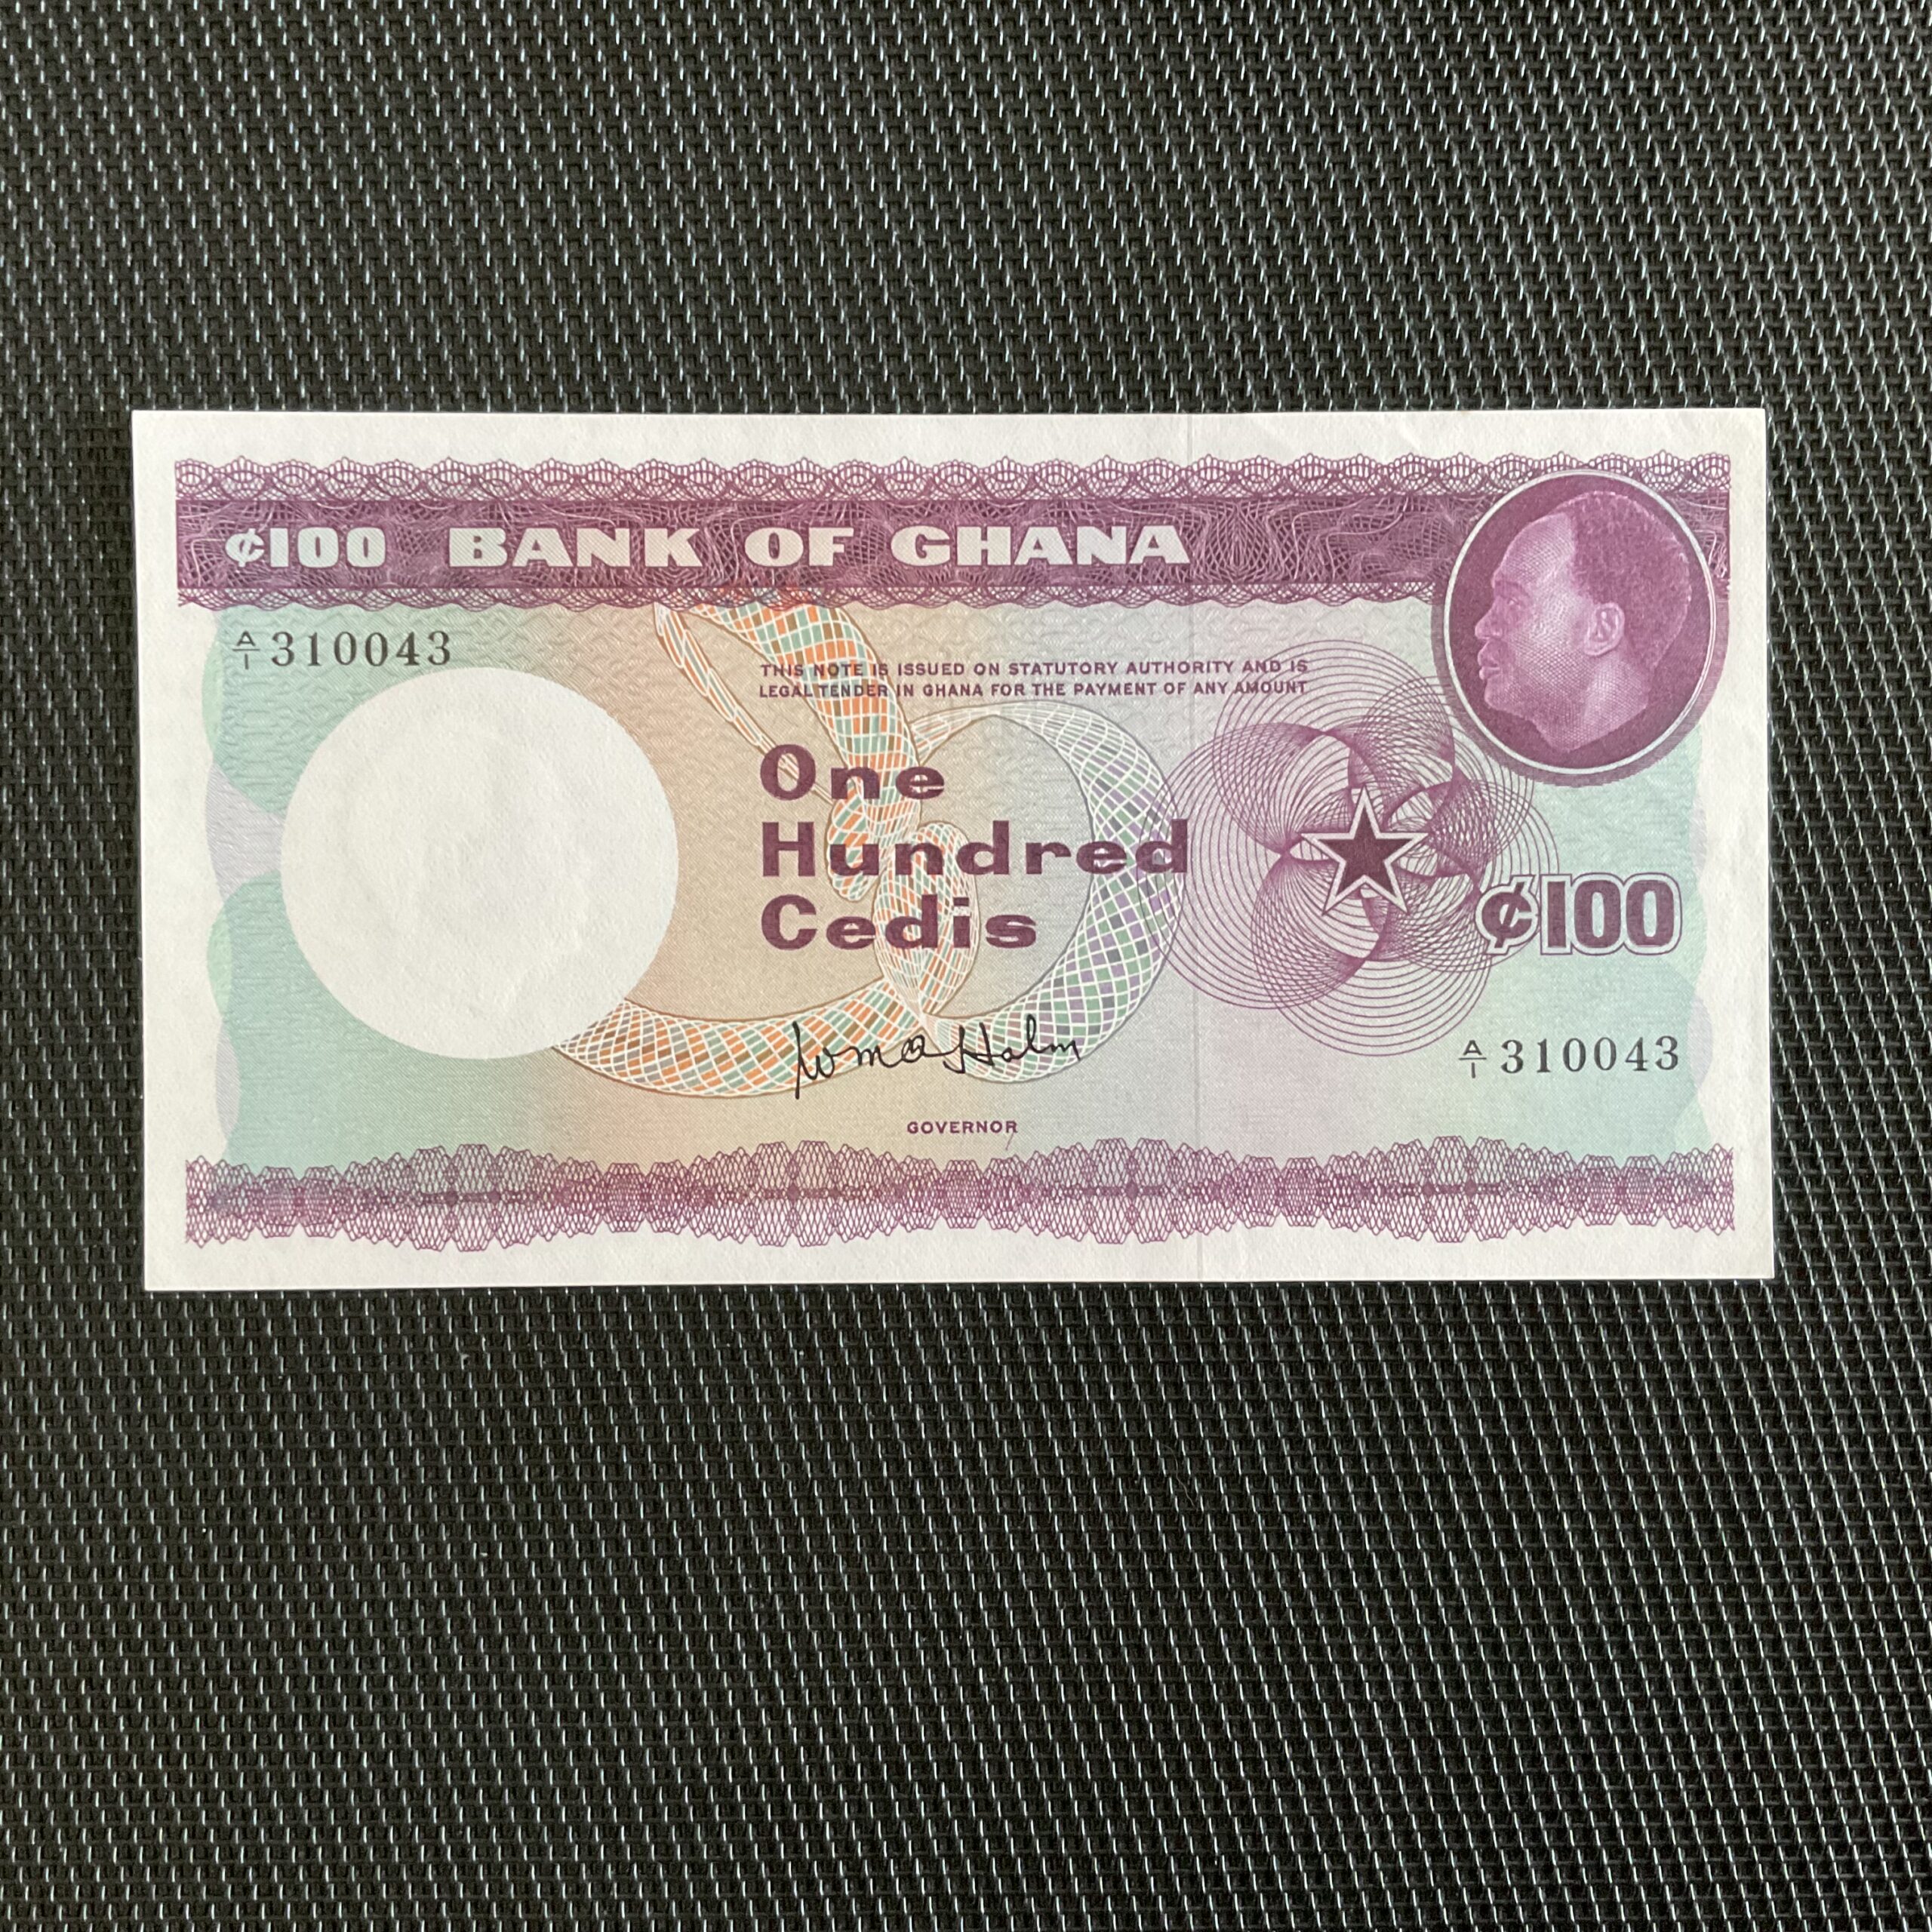 ¢100 BANK OF GHANA
A/1 310043
THIS NOTE IS ISSUED ON STATUTORY AUTHORITY AND IS
LEGAL TENDER IN GHANA FOR THE PAYMENT OF ANY AMOUNT
One
Hundred
Cedis
¢100
A/1 310043
GOVERNOR